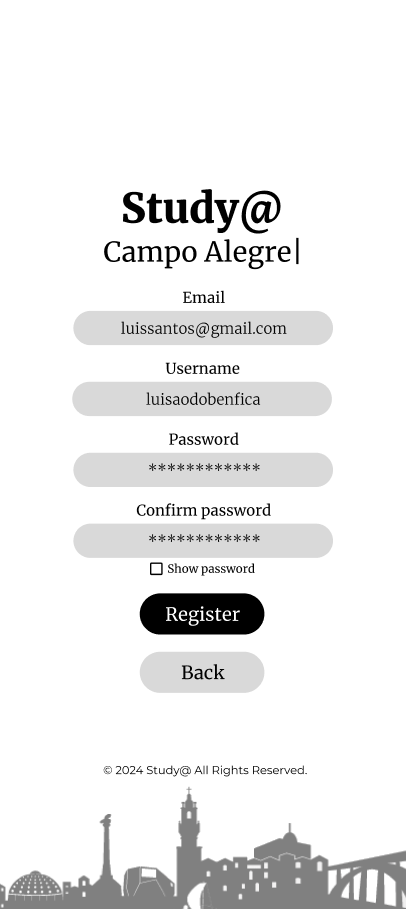 Study@
Campo Alegre|
Email
luissantos@gmail.com
Username
luisaodobenfica
Password
************
Confirm password
************
Show password
Register
Back
© 2024 Study@ All Rights Reserved.